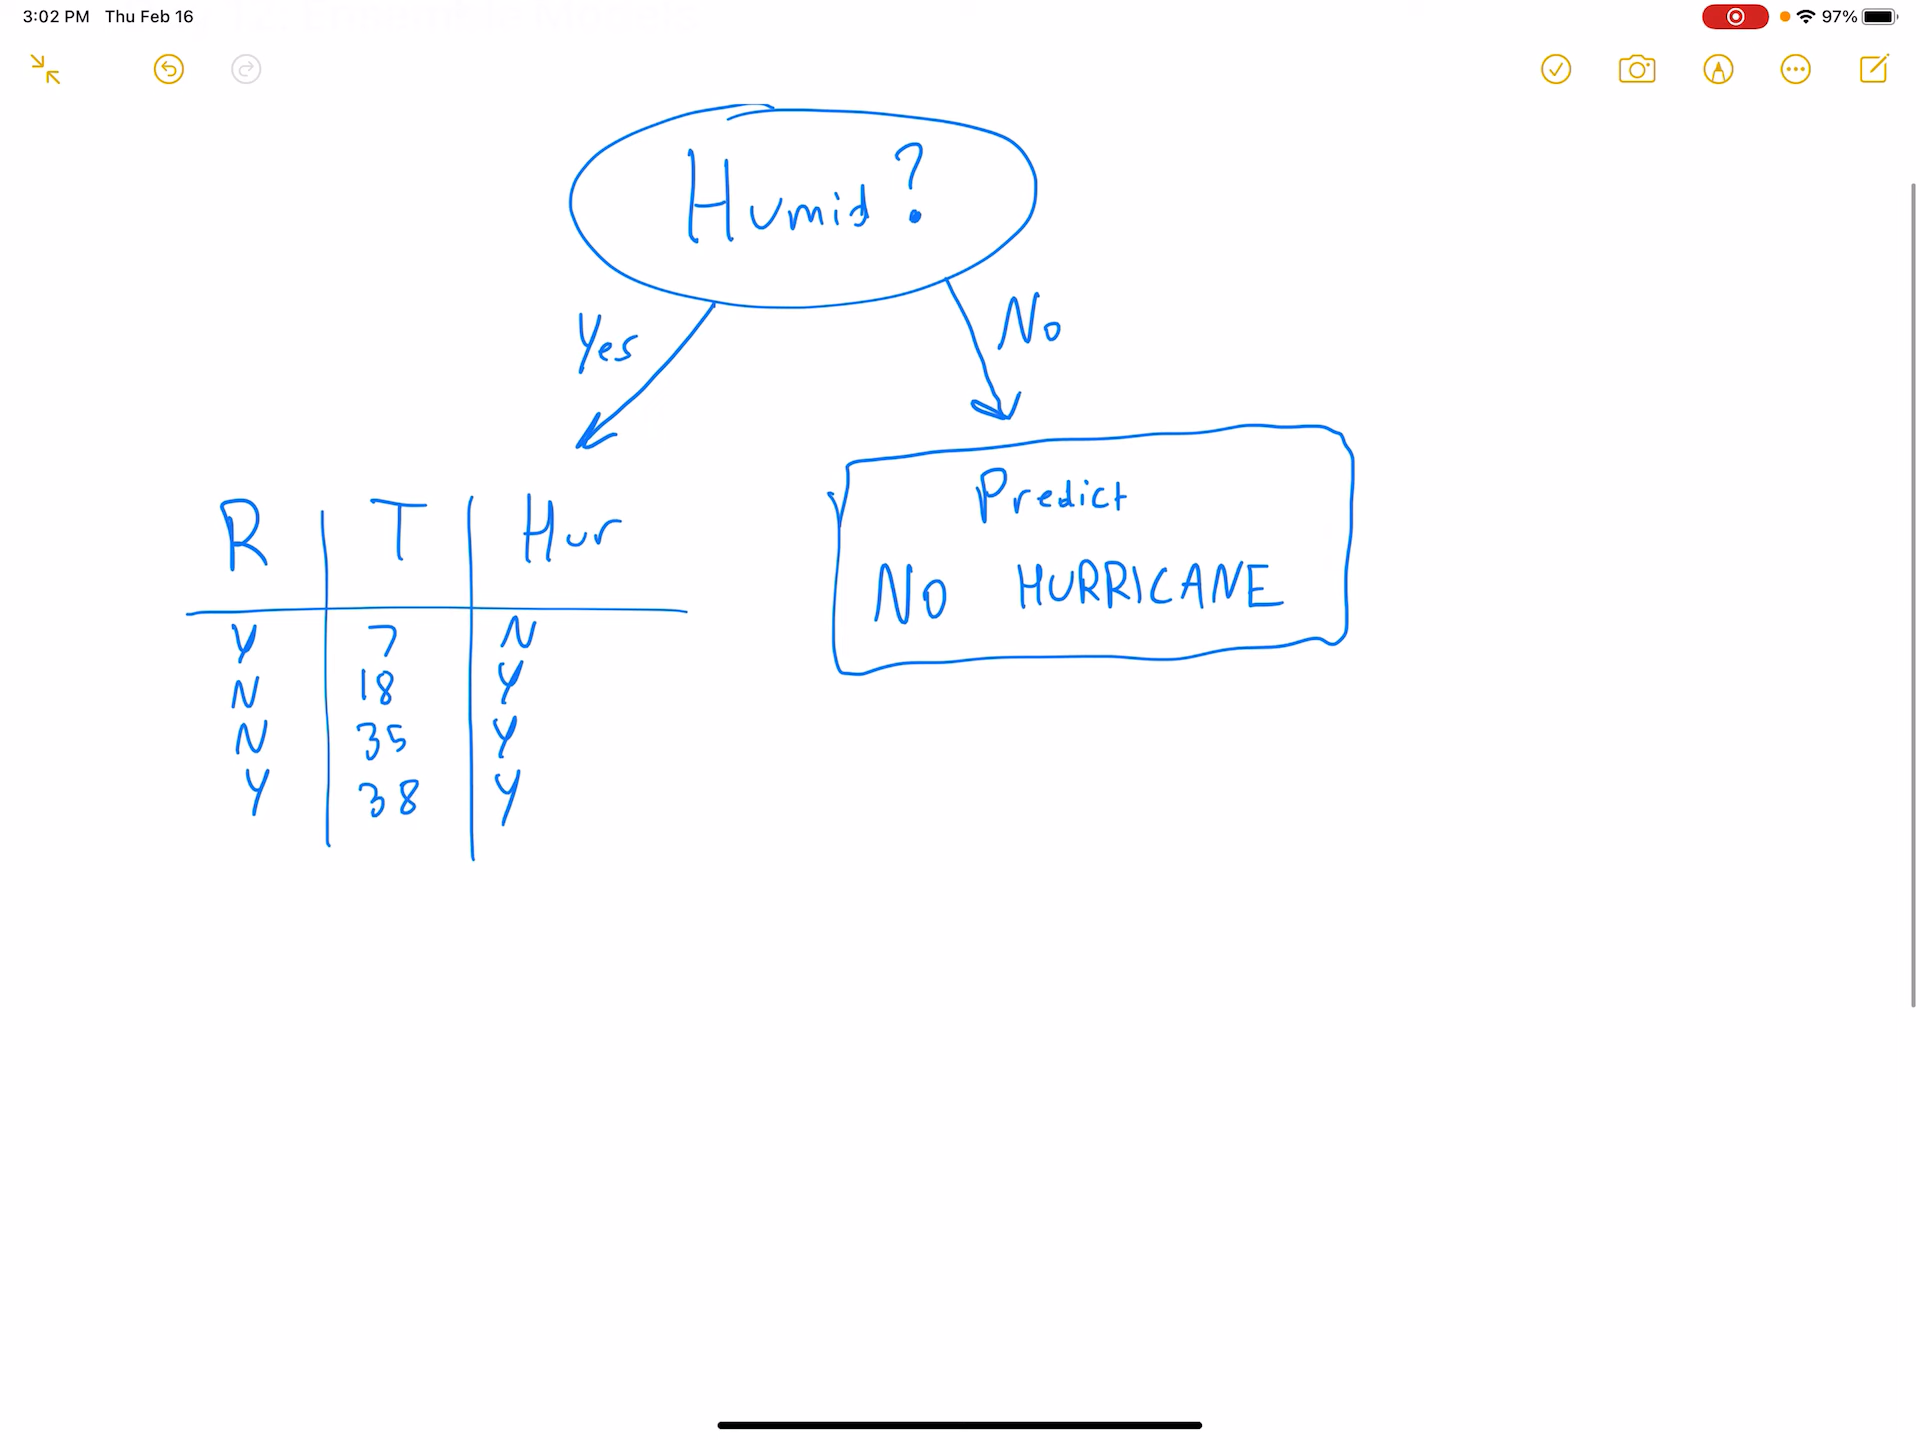 3:02 PM Thu Feb 16
97%
Humid?
Yes
No
Predict
NO HURRICANE
R T Hur
Y 7 N
N 18 Y
N 35 Y
Y 38 Y